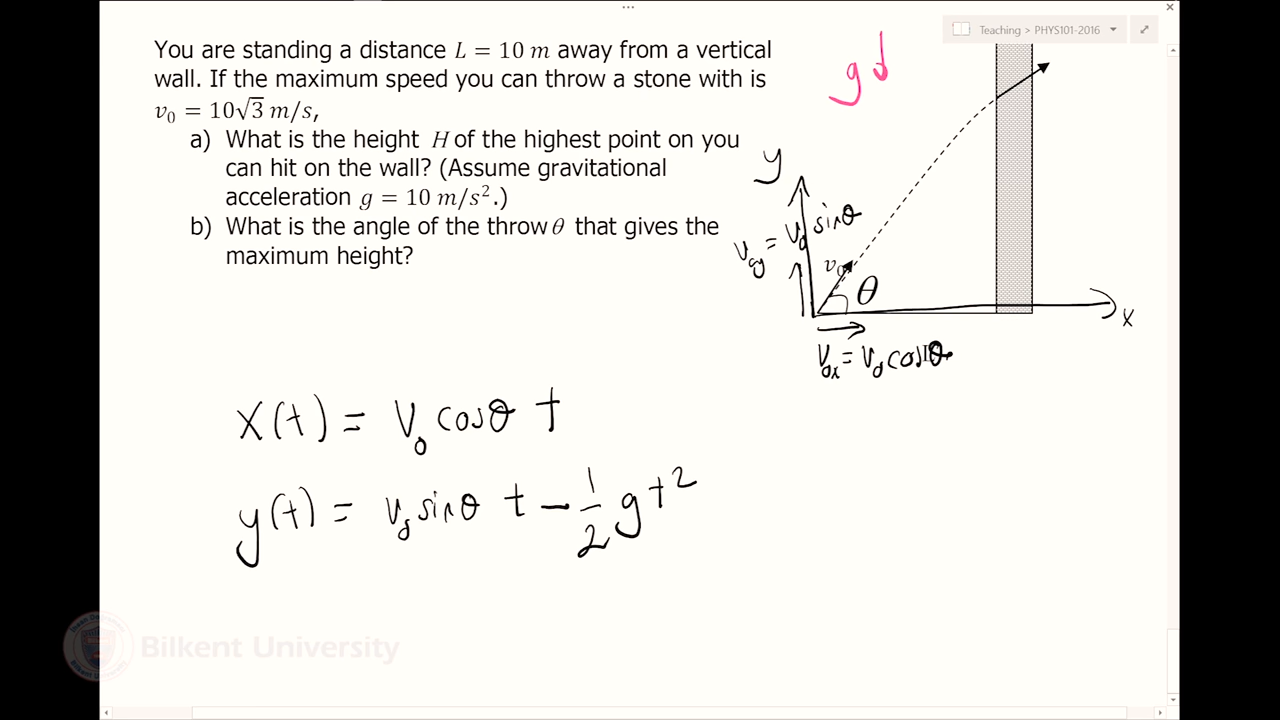 You are standing a distance L = 10 m away from a vertical
wall. If the maximum speed you can throw a stone with is
v₀ = 10√3 m/s,
a) What is the height H of the highest point on you
can hit on the wall? (Assume gravitational
acceleration g = 10 m/s².)
b) What is the angle of the throw θ that gives the
maximum height?
Teaching > PHYS101-2016
g↓
y
v₀y = v₀ sinθ
v₀
θ
x
v₀x = v₀ cosθ
x(t) = v₀ cosθ t
y(t) = v₀ sinθ t - 1/2 g t²
Bilkent University